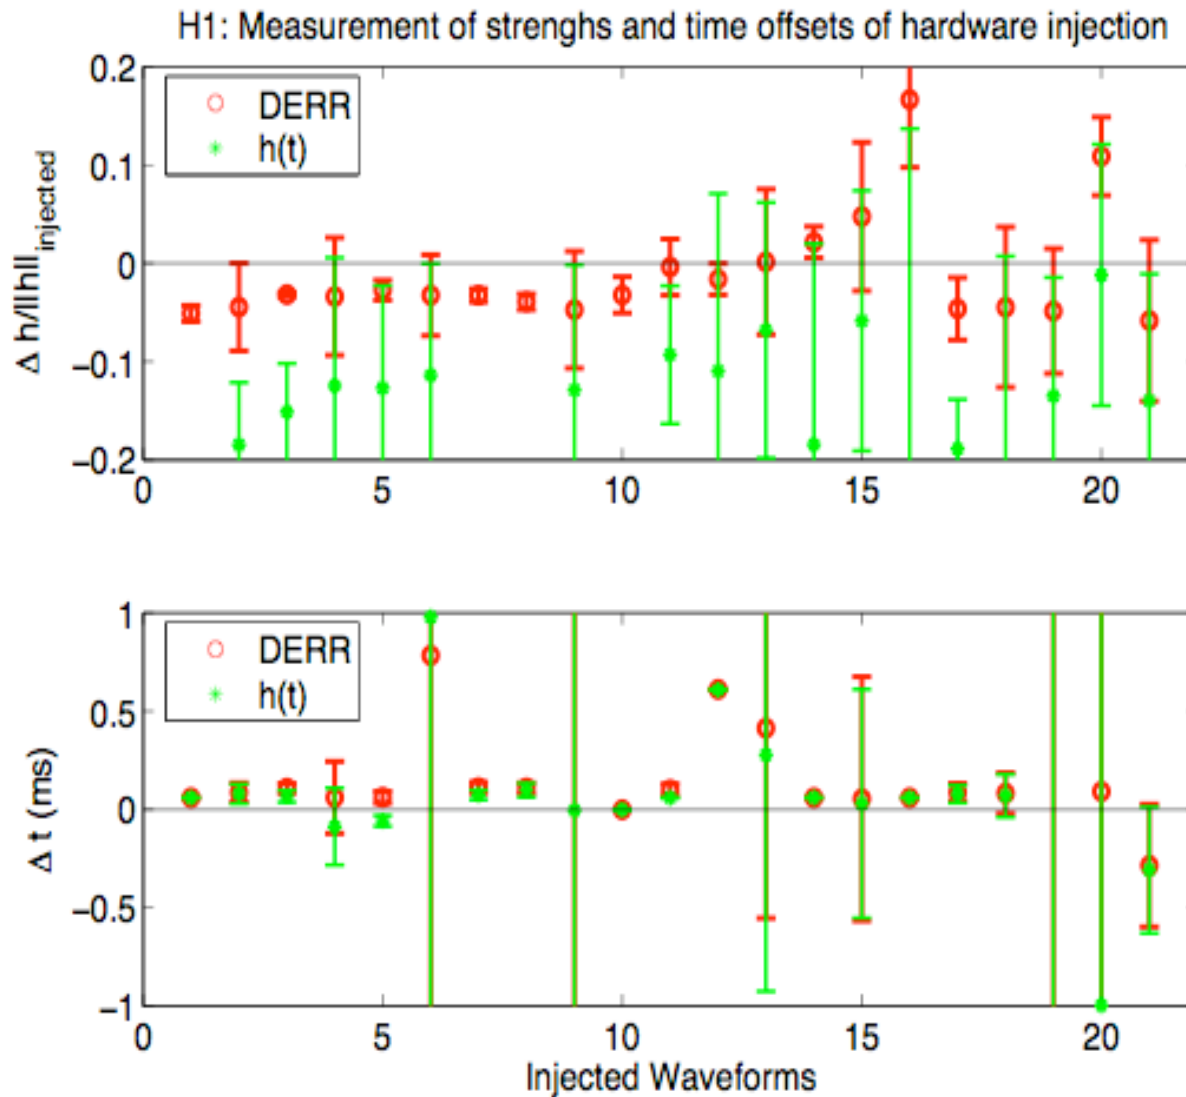 H1: Measurement of strenghs and time offsets of hardware injection
0.2
0.1
0
−0.1
−0.2
Δ h/||h||injected
DERR
h(t)
0 5 10 15 20
1
0.5
0
−0.5
−1
Δ t (ms)
DERR
h(t)
0 5 10 15 20
Injected Waveforms